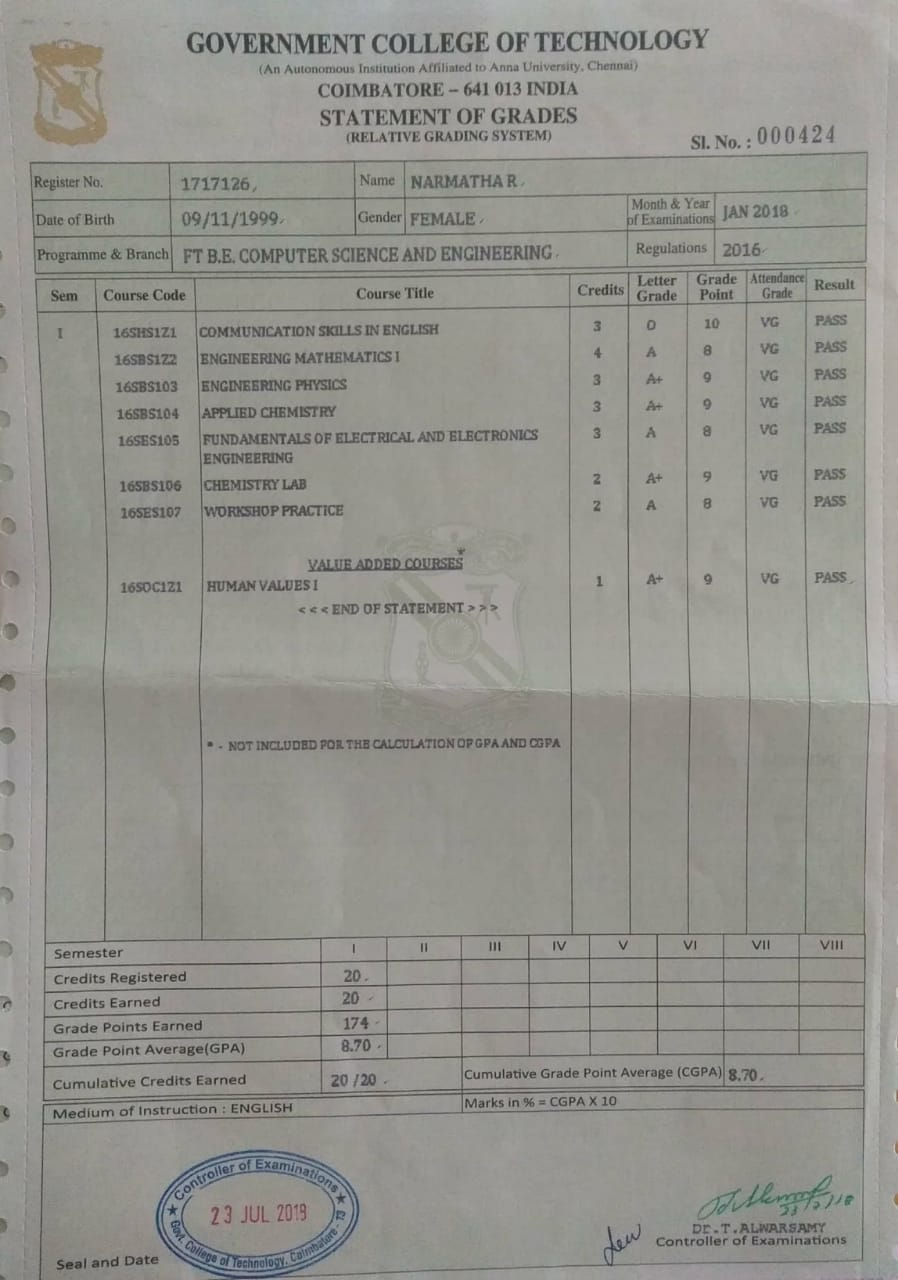 GOVERNMENT COLLEGE OF TECHNOLOGY
(An Autonomous Institution Affiliated to Anna University, Chennai)
COIMBATORE – 641 013 INDIA
STATEMENT OF GRADES
(RELATIVE GRADING SYSTEM)
Sl. No. : 000424
Register No. 1717126, Name NARMATHA R.
Date of Birth 09/11/1999. Gender FEMALE. Month & Year of Examinations JAN 2018
Programme & Branch FT B.E. COMPUTER SCIENCE AND ENGINEERING. Regulations 2016
Sem Course Code Course Title Credits Letter Grade Grade Point Attendance Grade Result
I 16SHS1Z1 COMMUNICATION SKILLS IN ENGLISH 3 O 10 VG PASS
16SBS1Z2 ENGINEERING MATHEMATICS I 4 A 8 VG PASS
16SBS103 ENGINEERING PHYSICS 3 A+ 9 VG PASS
16SBS104 APPLIED CHEMISTRY 3 A+ 9 VG PASS
16SES105 FUNDAMENTALS OF ELECTRICAL AND ELECTRONICS 3 A 8 VG PASS
ENGINEERING
16SBS106 CHEMISTRY LAB 2 A+ 9 VG PASS
16SES107 WORKSHOP PRACTICE 2 A 8 VG PASS
VALUE ADDED COURSES*
16SOC1Z1 HUMAN VALUES I 1 A+ 9 VG PASS.
< < < END OF STATEMENT > > >
* - NOT INCLUDED FOR THE CALCULATION OF GPA AND CGPA
Semester I II III IV V VI VII VIII
Credits Registered 20.
Credits Earned 20
Grade Points Earned 174
Grade Point Average(GPA) 8.70
Cumulative Credits Earned 20 /20 Cumulative Grade Point Average (CGPA) 8.70.
Medium of Instruction : ENGLISH Marks in % = CGPA X 10
Controller of Examinations
23 JUL 2019
Govt. College of Technology, Coimbatore - 13
DR.T.ALWARSAMY
Controller of Examinations
Seal and Date